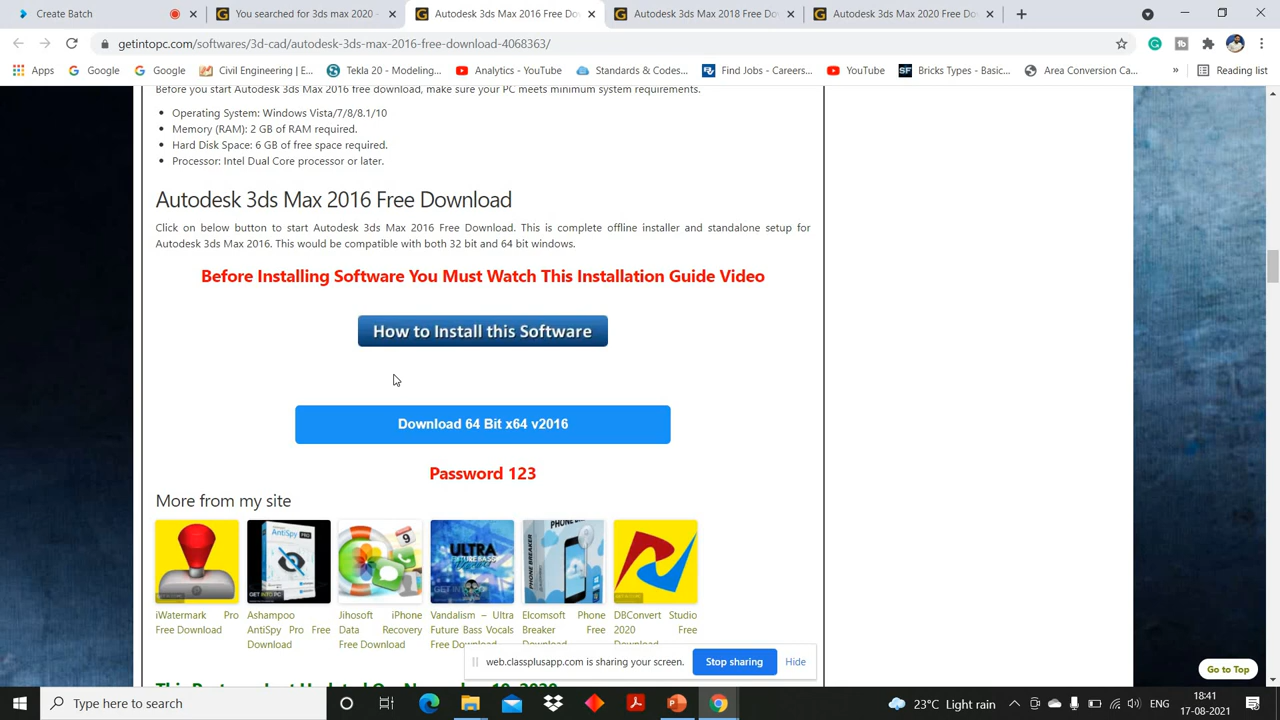 Create Batch
You searched for 3ds max 2020 -
Autodesk 3ds Max 2016 Free Do
Autodesk 3ds Max 2018 Free Do
Autodesk 3ds Max 2020 Free Do
getintopc.com/softwares/3d-cad/autodesk-3ds-max-2016-free-download-4068363/
Apps
Google
Google
Civil Engineering | E...
Tekla 20 - Modeling...
Analytics - YouTube
Standards & Codes...
Find Jobs - Careers...
YouTube
Bricks Types - Basic...
Area Conversion Ca...
»
Reading list
Before you start Autodesk 3ds Max 2016 free download, make sure your PC meets minimum system requirements.
• Operating System: Windows Vista/7/8/8.1/10
• Memory (RAM): 2 GB of RAM required.
• Hard Disk Space: 6 GB of free space required.
• Processor: Intel Dual Core processor or later.
Autodesk 3ds Max 2016 Free Download
Click on below button to start Autodesk 3ds Max 2016 Free Download. This is complete offline installer and standalone setup for
Autodesk 3ds Max 2016. This would be compatible with both 32 bit and 64 bit windows.
Before Installing Software You Must Watch This Installation Guide Video
How to Install this Software
Download 64 Bit x64 v2016
Password 123
More from my site
iWatermark Pro
Free Download
Ashampoo
AntiSpy Pro Free
Download
Jihosoft iPhone
Data Recovery
Free Download
Vandalism – Ultra
Future Bass Vocals
Free Download
Elcomsoft Phone
Breaker Free
Download
DBConvert Studio
2020 Free
Download
web.classplusapp.com is sharing your screen.
Stop sharing
Hide
Go to Top
Type here to search
23°C Light rain
ENG
18:41
17-08-2021